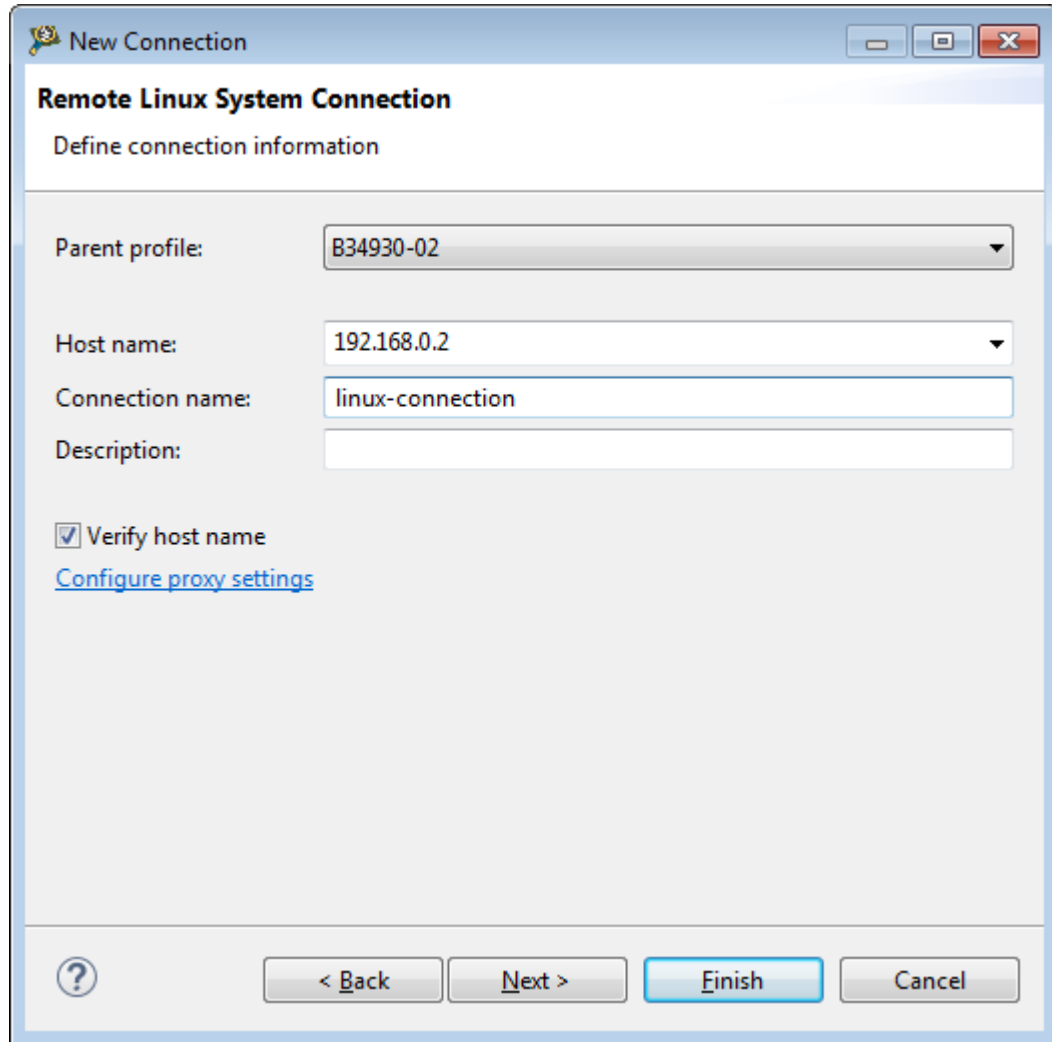 New Connection
Remote Linux System Connection
Define connection information
Parent profile: B34930-02
Host name: 192.168.0.2
Connection name: linux-connection
Description:
Verify host name
Configure proxy settings
? < Back Next > Finish Cancel